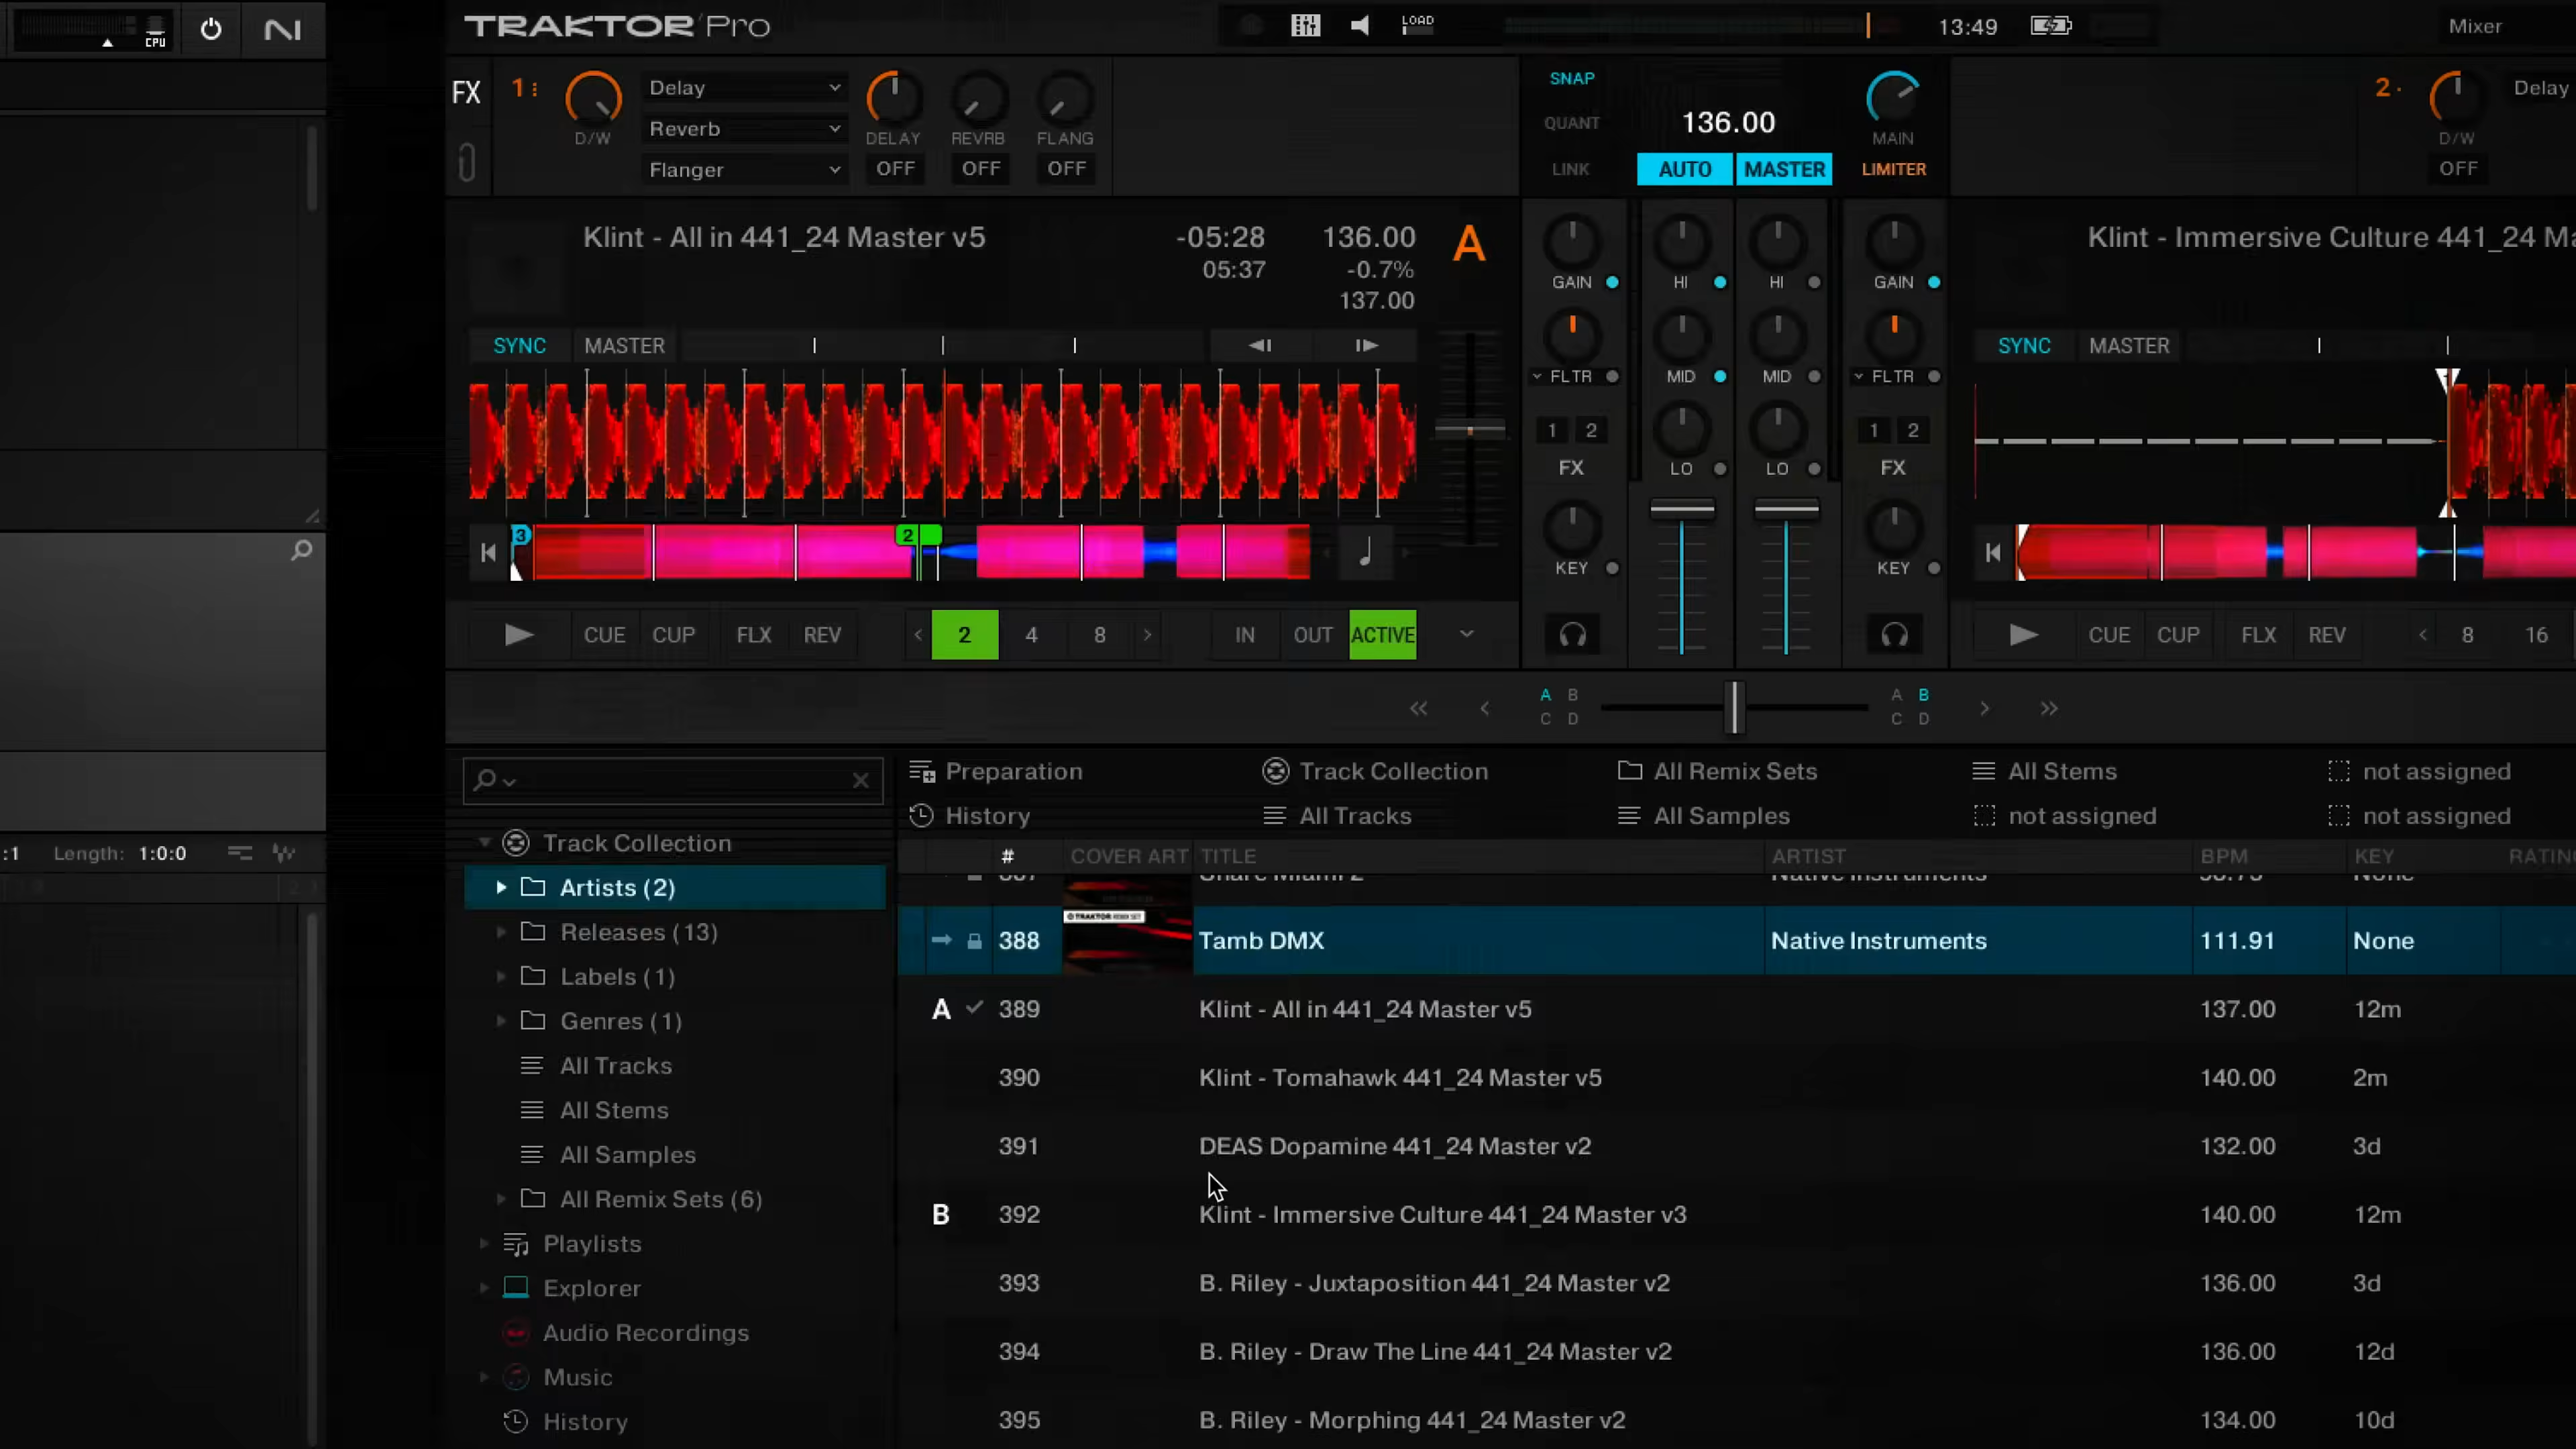 CPU
TRAKTOR Pro
LOAD
13:49
Mixer
FX
1
D/W
Delay
Reverb
Flanger
DELAY
REVRB
FLANG
OFF
OFF
OFF
SNAP
QUANT
LINK
136.00
AUTO
MASTER
MAIN
LIMITER
2
D/W
OFF
Delay
Klint - All in 441_24 Master v5
-05:28
05:37
136.00
-0.7%
137.00
A
SYNC
MASTER
3
2
CUE
CUP
FLX
REV
2
4
8
IN
OUT
ACTIVE
GAIN
HI
HI
GAIN
FLTR
MID
MID
FLTR
1 2
1 2
FX
LO
LO
FX
KEY
KEY
Klint - Immersive Culture 441_24
SYNC
MASTER
CUE
CUP
FLX
REV
8
16
A B
C D
A B
C D
:1
Length: 1:0:0
Track Collection
Artists (2)
Releases (13)
Labels (1)
Genres (1)
All Tracks
All Stems
All Samples
All Remix Sets (6)
Playlists
Explorer
Audio Recordings
Music
History
Preparation
Track Collection
All Remix Sets
All Stems
not assigned
History
All Tracks
All Samples
not assigned
not assigned
# COVER ART TITLE ARTIST BPM KEY
TRAKTOR REMIX SET
388 Tamb DMX Native Instruments 111.91 None
A 389 Klint - All in 441_24 Master v5 137.00 12m
390 Klint - Tomahawk 441_24 Master v5 140.00 2m
391 DEAS Dopamine 441_24 Master v2 132.00 3d
B 392 Klint - Immersive Culture 441_24 Master v3 140.00 12m
393 B. Riley - Juxtaposition 441_24 Master v2 136.00 3d
394 B. Riley - Draw The Line 441_24 Master v2 136.00 12d
395 B. Riley - Morphing 441_24 Master v2 134.00 10d